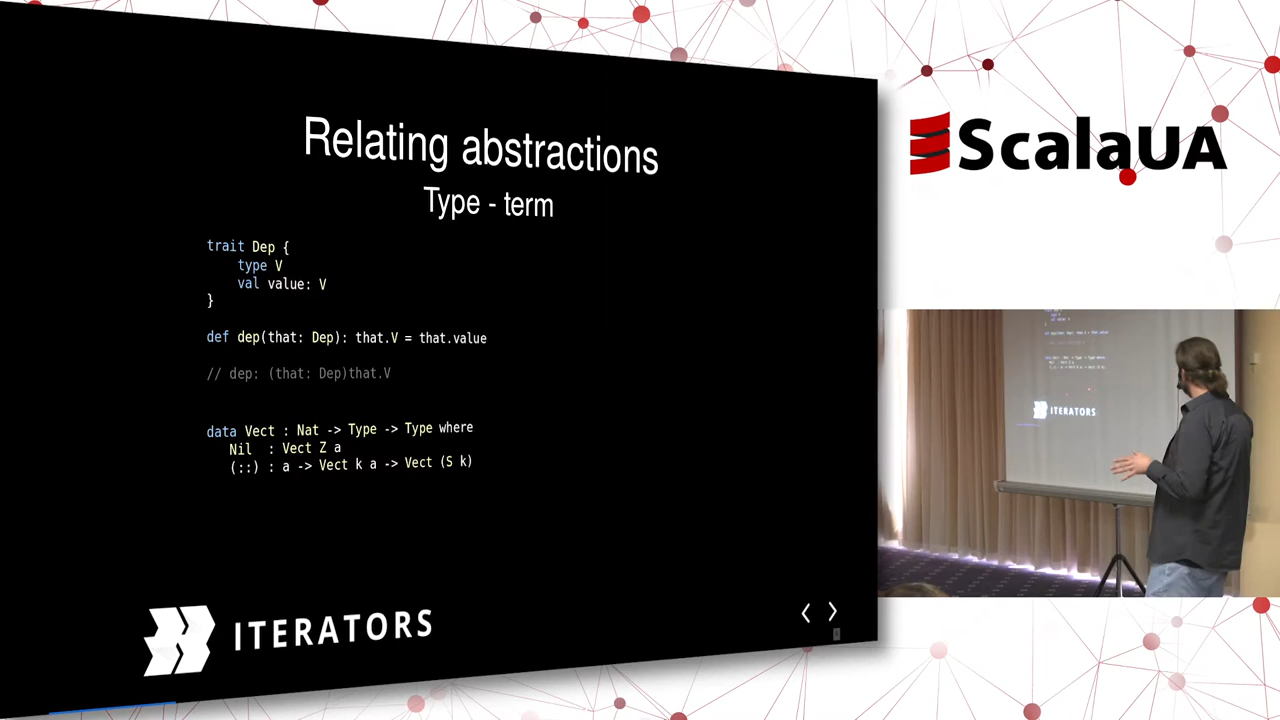 Relating abstractions
Type - term
trait Dep {
    type V
    val value: V
}
def dep(that: Dep): that.V = that.value
// dep: (that: Dep)that.V
data Vect : Nat -> Type -> Type where
   Nil  : Vect Z a
   (::) : a -> Vect k a -> Vect (S k)
ITERATORS
ScalaUA
ITERATORS